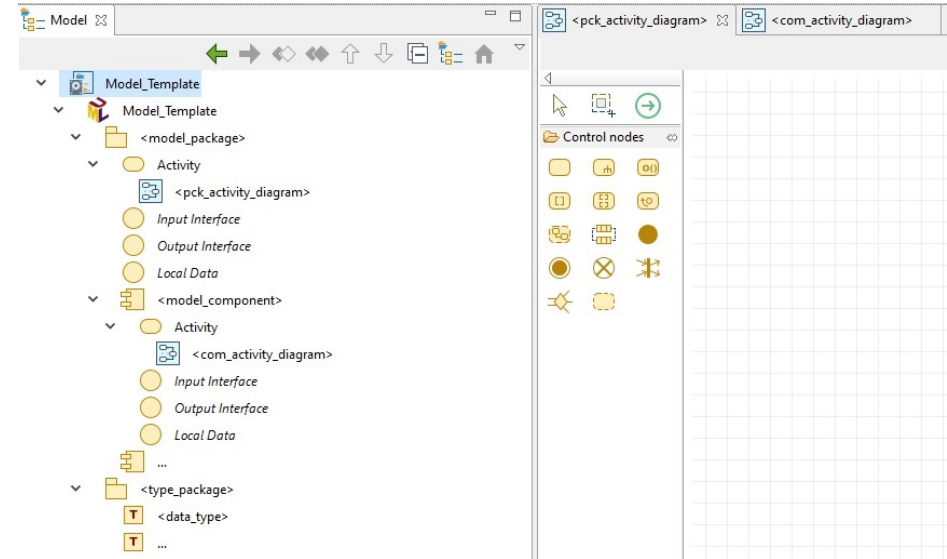 Model
Model_Template
Model_Template
<model_package>
Activity
<pck_activity_diagram>
Input Interface
Output Interface
Local Data
<model_component>
Activity
<com_activity_diagram>
Input Interface
Output Interface
Local Data
...
<type_package>
T <data_type>
T ...
<pck_activity_diagram>
<com_activity_diagram>
Control nodes